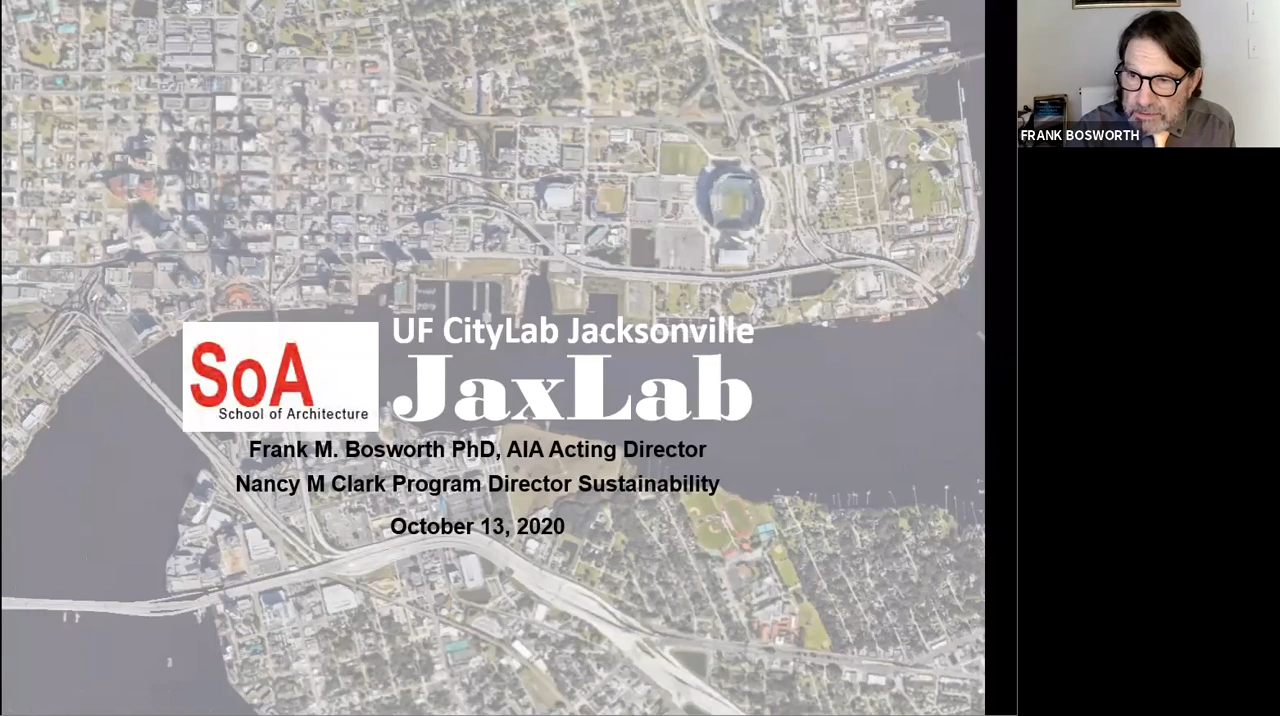 UF CityLab Jacksonville
SoA
School of Architecture
JaxLab
Frank M. Bosworth PhD, AIA Acting Director
Nancy M Clark Program Director Sustainability
October 13, 2020
FRANK BOSWORTH